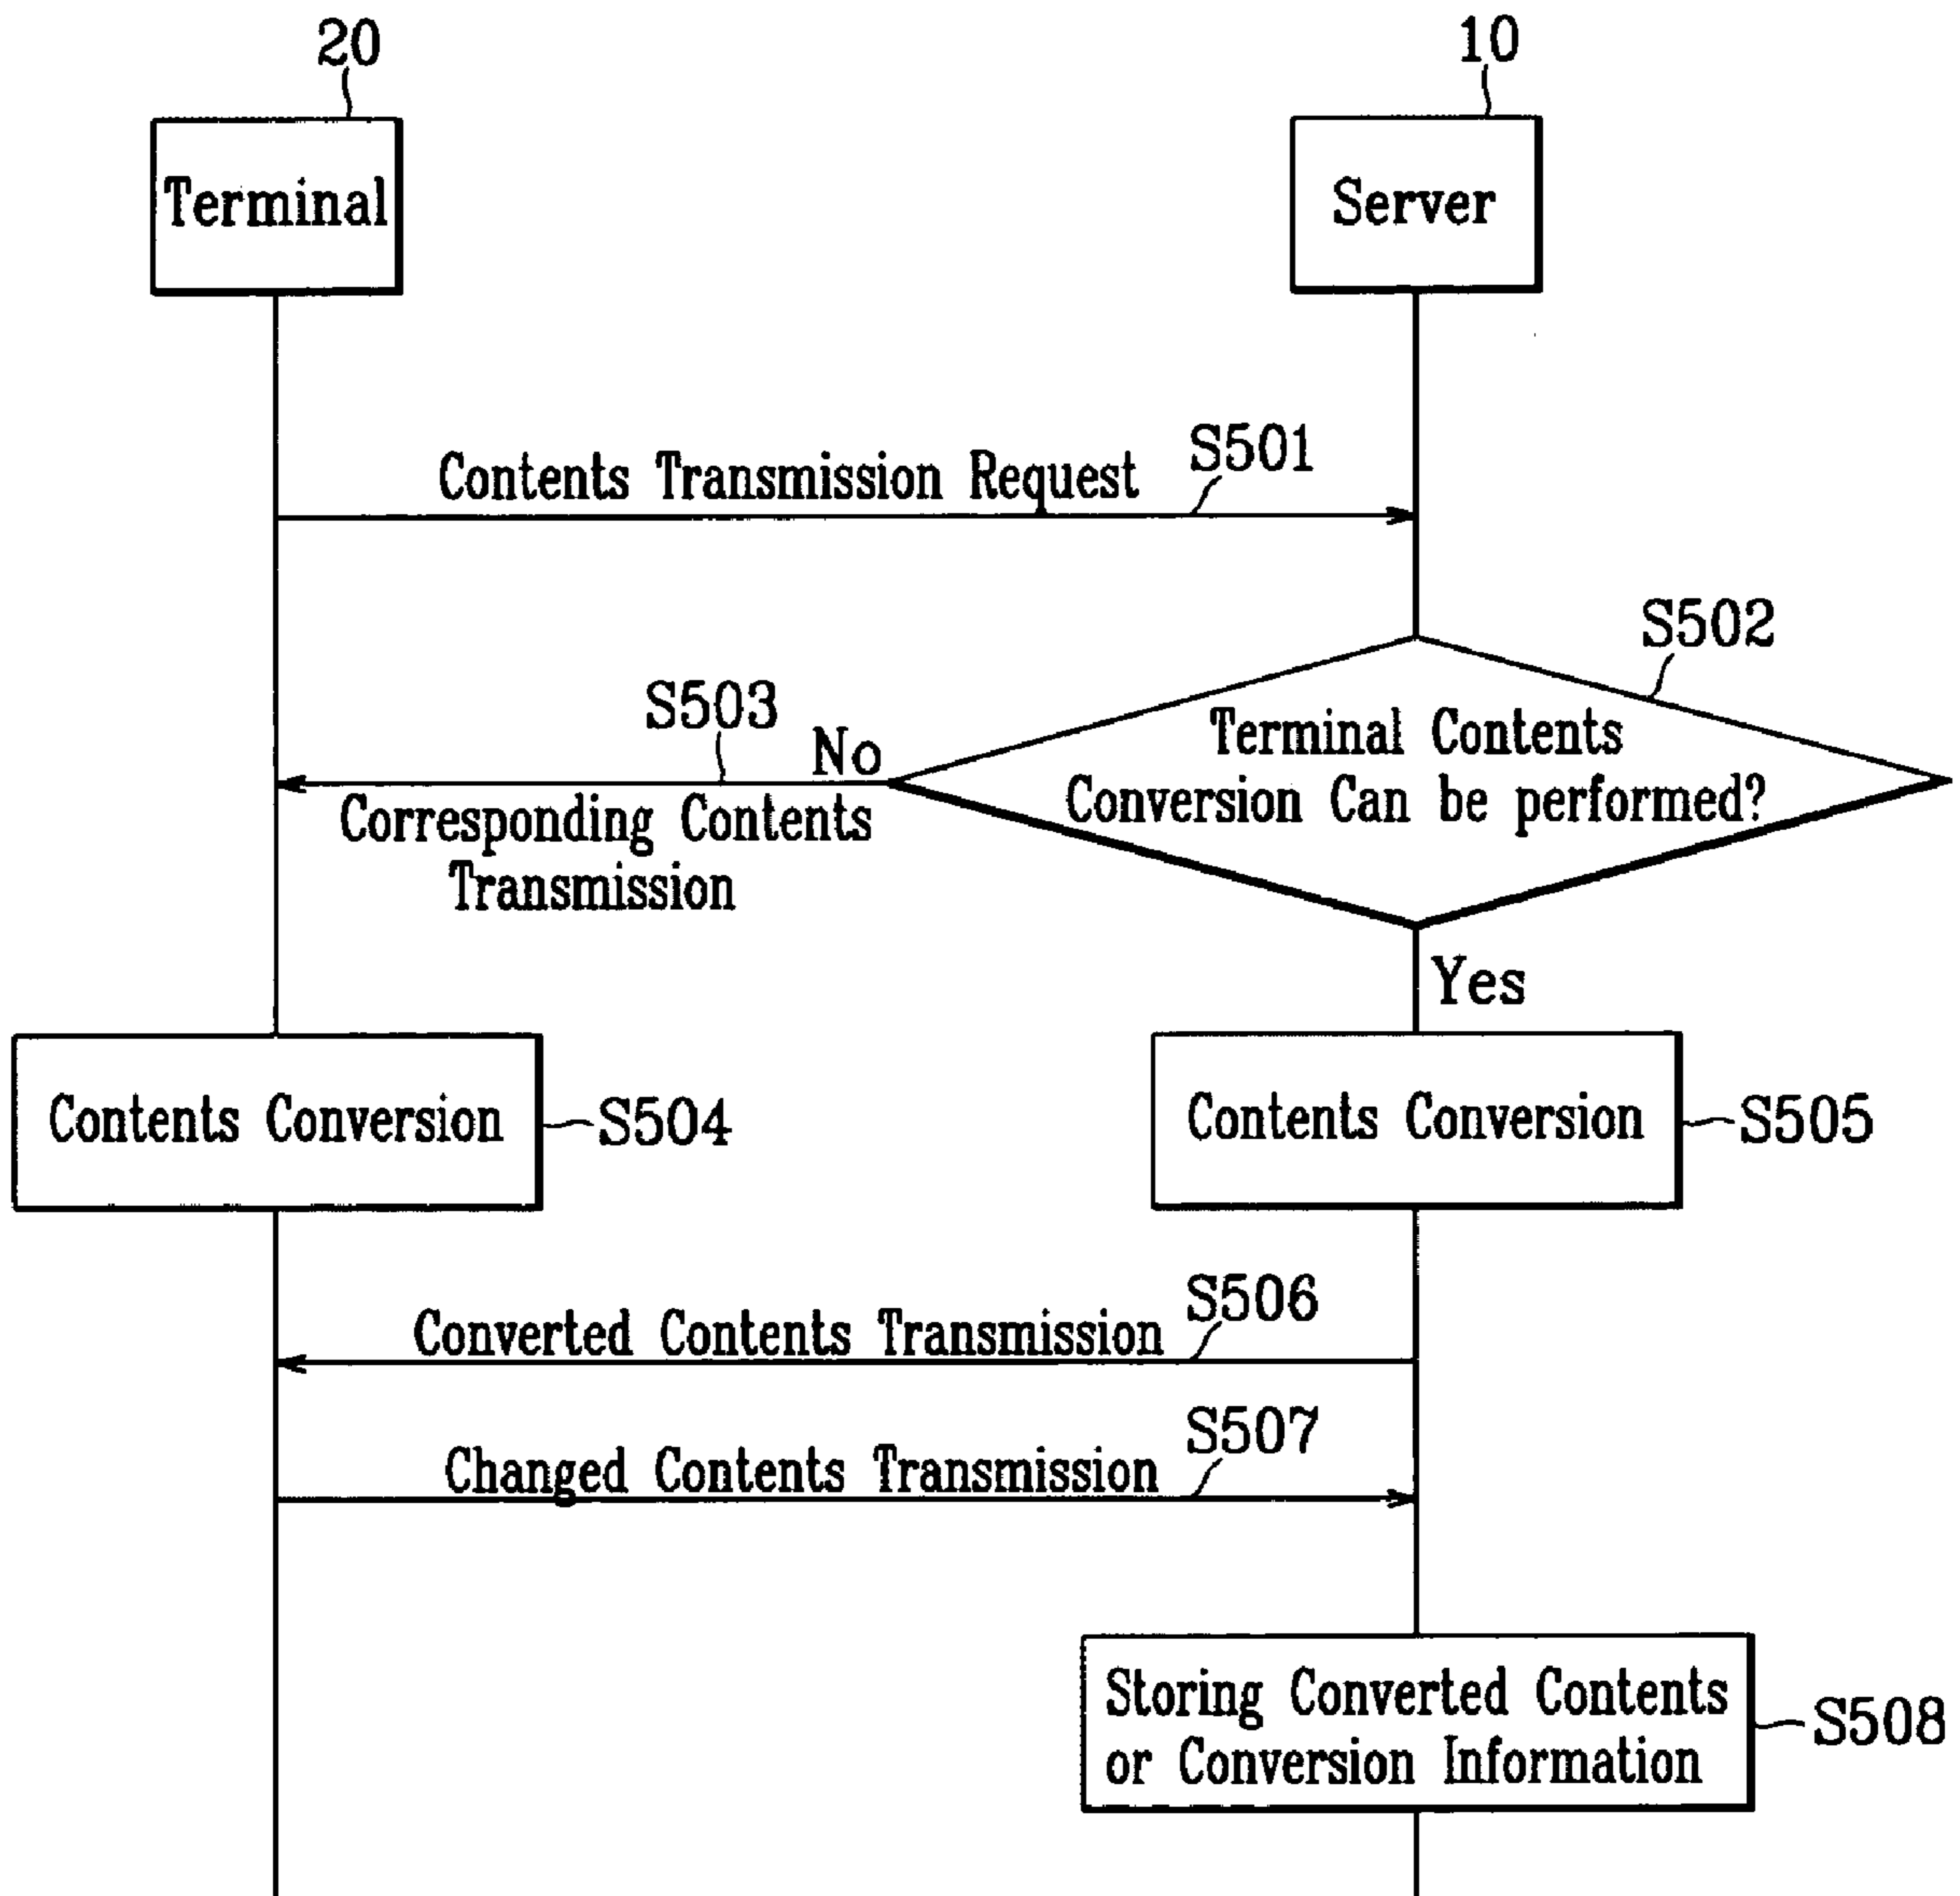 20
10
Terminal
Server
S501
Contents Transmission Request
S502
S503
No
Terminal Contents
Conversion Can be performed?
Corresponding Contents
Transmission
Yes
Contents Conversion
S504
Contents Conversion
S505
S506
Converted Contents Transmission
S507
Changed Contents Transmission
Storing Converted Contents
or Conversion Information
S508